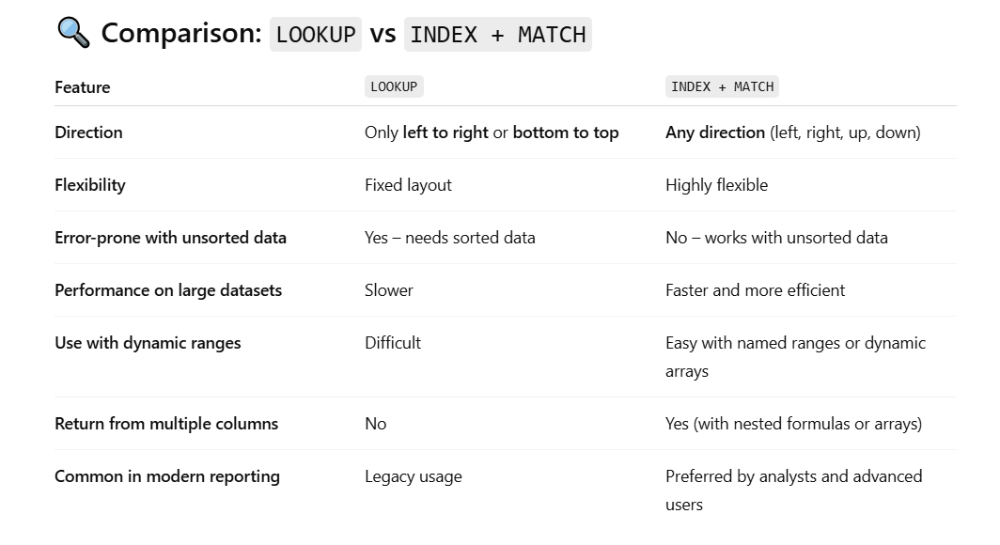 🔍 Comparison: LOOKUP vs INDEX + MATCH
Feature LOOKUP INDEX + MATCH
Direction Only left to right or bottom to top Any direction (left, right, up, down)
Flexibility Fixed layout Highly flexible
Error-prone with unsorted data Yes – needs sorted data No – works with unsorted data
Performance on large datasets Slower Faster and more efficient
Use with dynamic ranges Difficult Easy with named ranges or dynamic
arrays
Return from multiple columns No Yes (with nested formulas or arrays)
Common in modern reporting Legacy usage Preferred by analysts and advanced
users